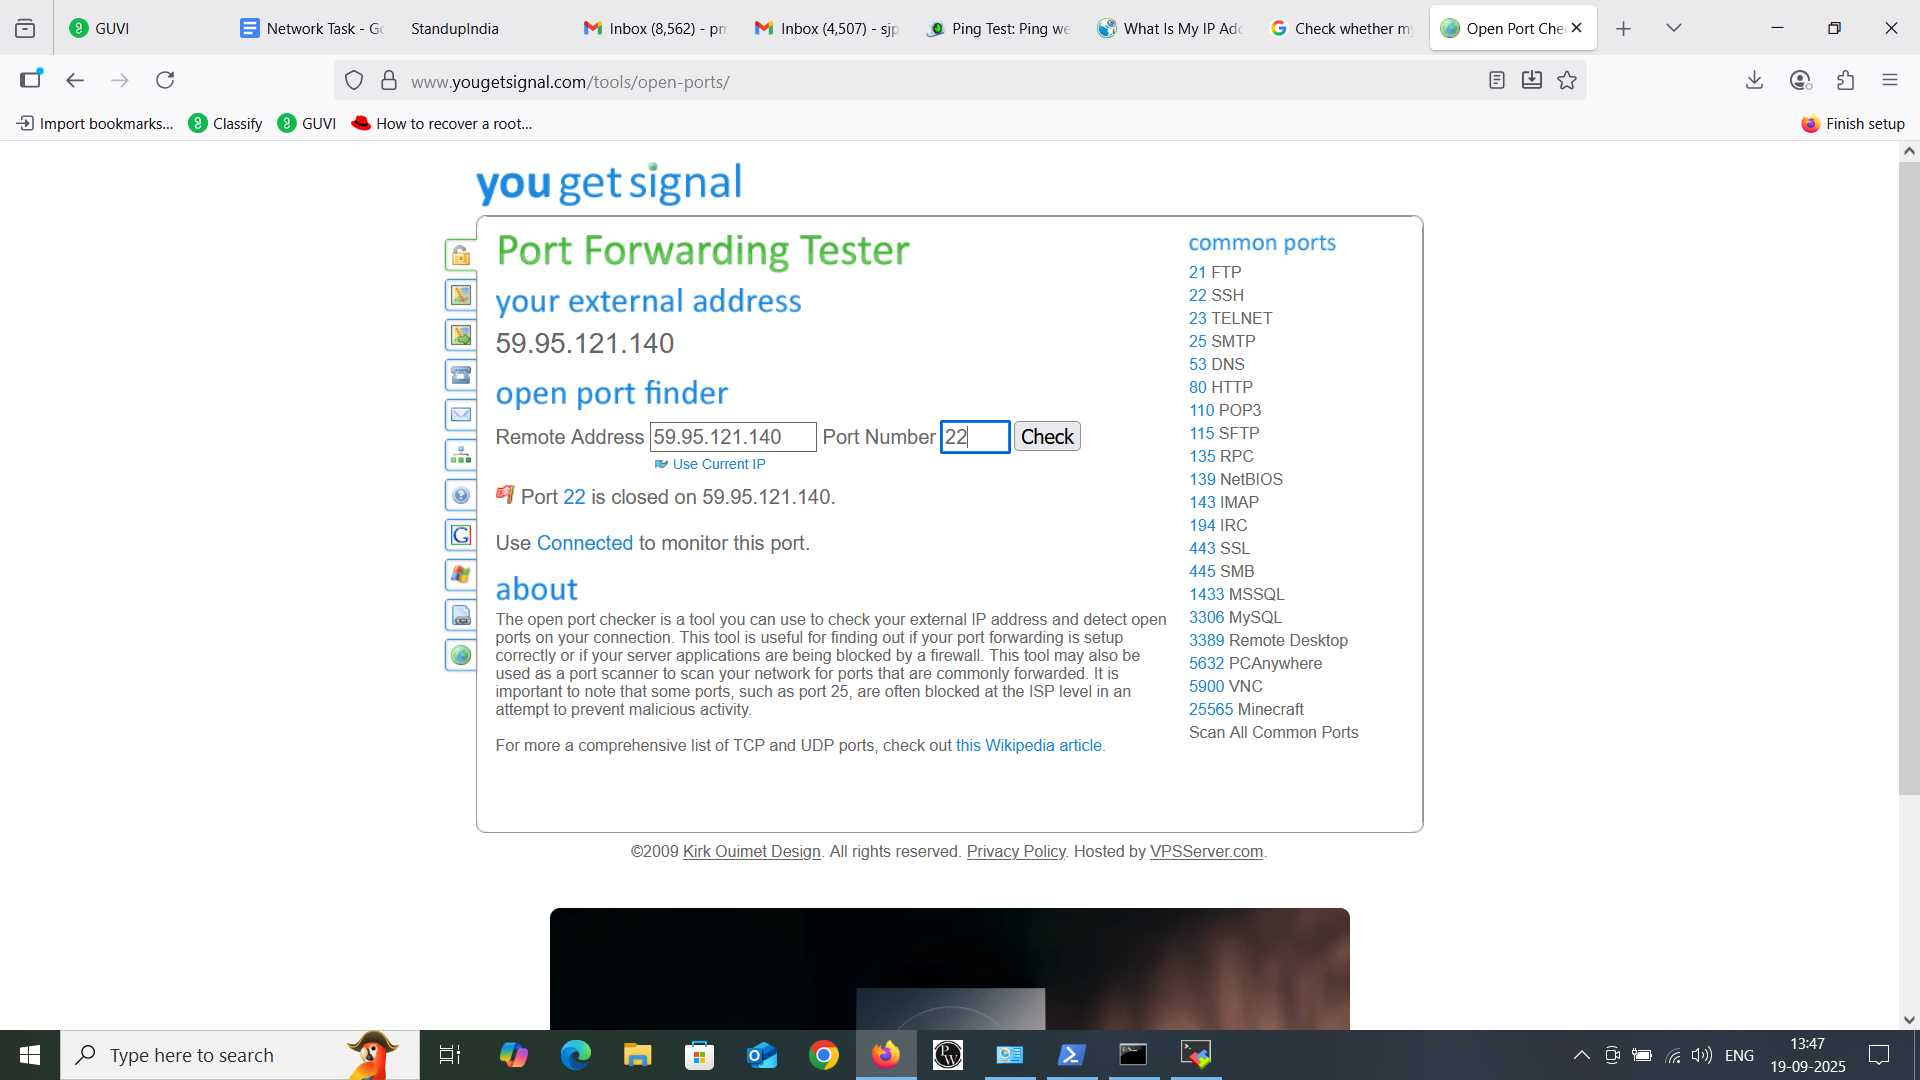 GUVI
Network Task - Go
StandupIndia
Inbox (8,562) - pm
Inbox (4,507) - sjp
Ping Test: Ping we
What Is My IP Add
Check whether my
Open Port Che
www.yougetsignal.com/tools/open-ports/
Import bookmarks...
Classify
GUVI
How to recover a root...
Finish setup
you get signal
Port Forwarding Tester
your external address
59.95.121.140
open port finder
Remote Address 59.95.121.140 Port Number 22 Check
Use Current IP
Port 22 is closed on 59.95.121.140.
Use Connected to monitor this port.
about
The open port checker is a tool you can use to check your external IP address and detect open
ports on your connection. This tool is useful for finding out if your port forwarding is setup
correctly or if your server applications are being blocked by a firewall. This tool may also be
used as a port scanner to scan your network for ports that are commonly forwarded. It is
important to note that some ports, such as port 25, are often blocked at the ISP level in an
attempt to prevent malicious activity.
For more a comprehensive list of TCP and UDP ports, check out this Wikipedia article.
common ports
21 FTP
22 SSH
23 TELNET
25 SMTP
53 DNS
80 HTTP
110 POP3
115 SFTP
135 RPC
139 NetBIOS
143 IMAP
194 IRC
443 SSL
445 SMB
1433 MSSQL
3306 MySQL
3389 Remote Desktop
5632 PCAnywhere
5900 VNC
25565 Minecraft
Scan All Common Ports
©2009 Kirk Ouimet Design. All rights reserved. Privacy Policy. Hosted by VPSServer.com.
Type here to search
ENG
13:47
19-09-2025